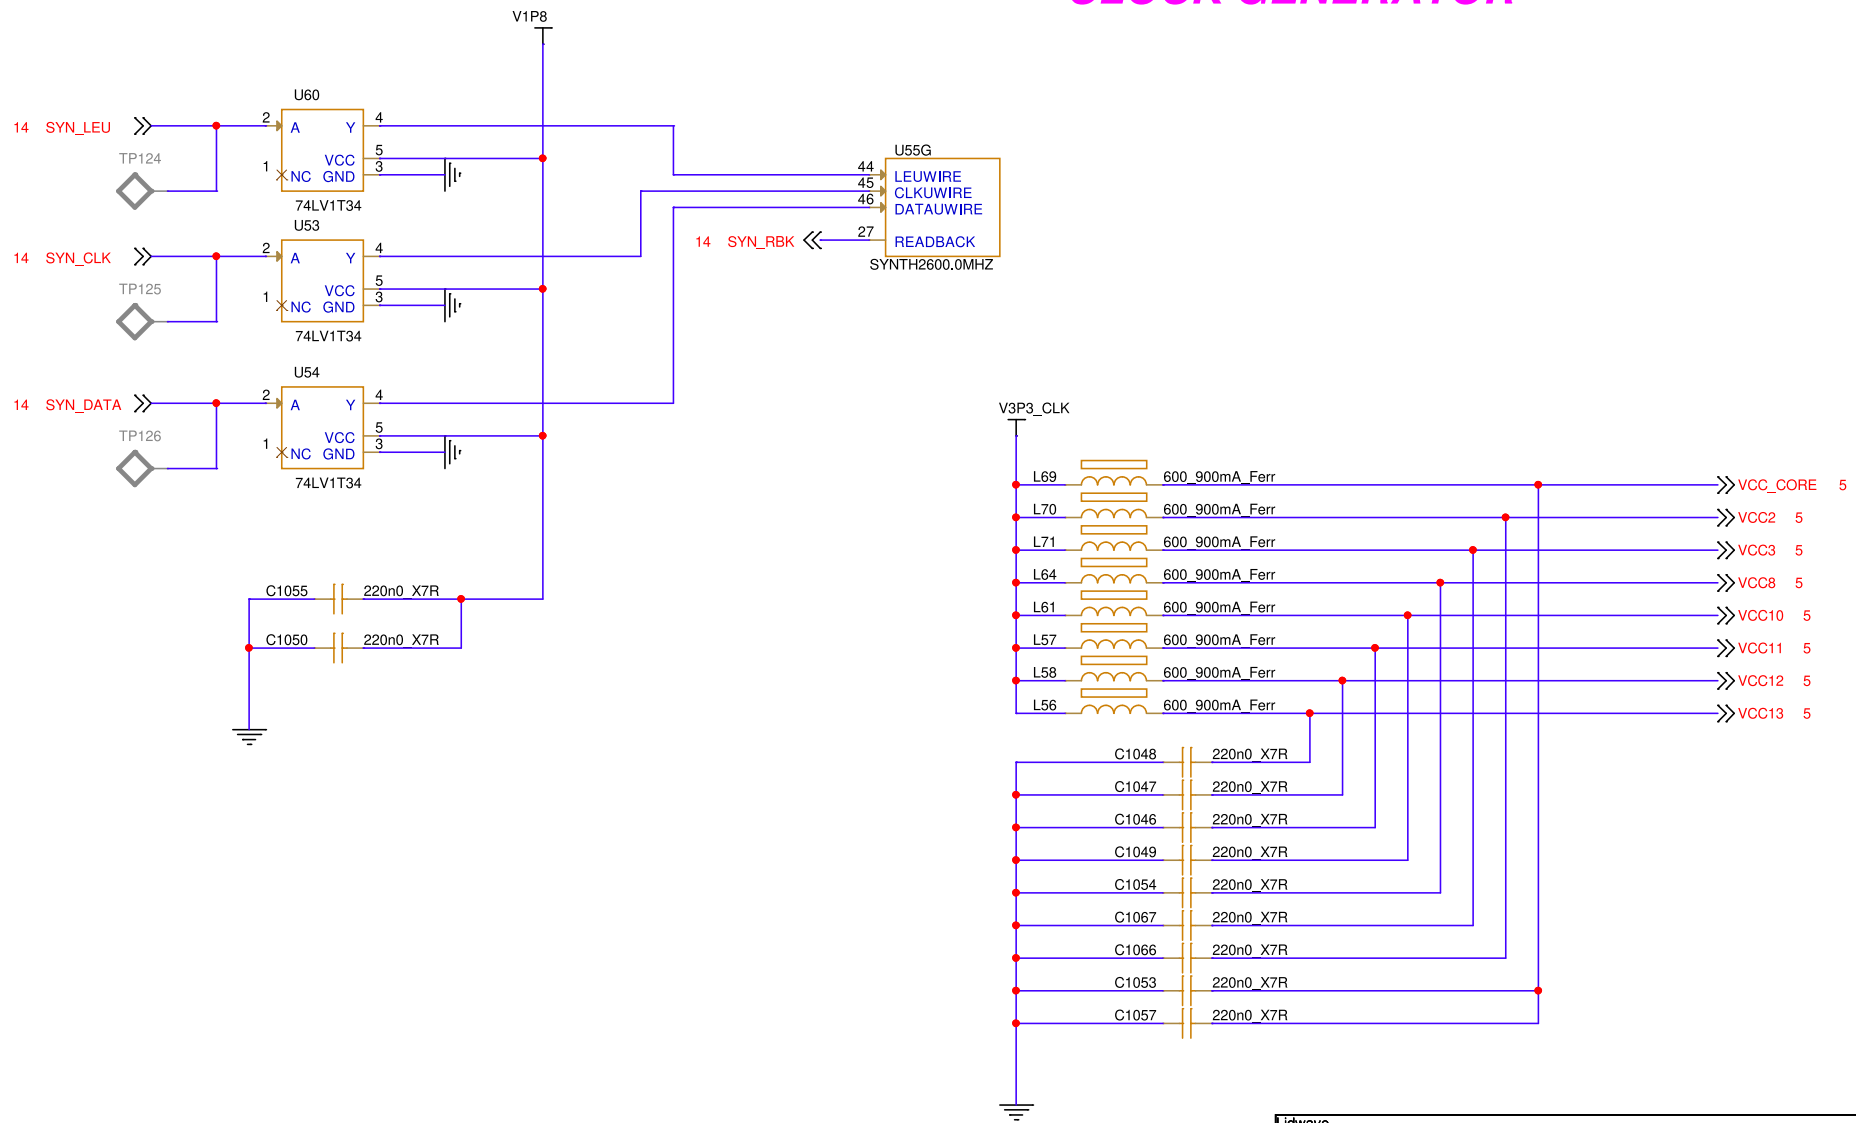 CLOCK GENERATOR
V1P8
U60
14 SYN_LEU
2 A Y 4
TP124
VCC 5
1 NC GND 3
74LV1T34
U53
14 SYN_CLK
2 A Y 4
TP125
VCC 5
1 NC GND 3
74LV1T34
U54
14 SYN_DATA
2 A Y 4
TP126
VCC 5
1 NC GND 3
74LV1T34
U55G
44 LEUWIRE
45 CLKUWIRE
46 DATAUWIRE
14 SYN_RBK 27 READBACK
SYNTH2600.0MHZ
C1055 220n0_X7R
C1050 220n0_X7R
V3P3_CLK
L69 600_900mA_Ferr VCC_CORE 5
L70 600_900mA_Ferr VCC2 5
L71 600_900mA_Ferr VCC3 5
L64 600_900mA_Ferr VCC8 5
L61 600_900mA_Ferr VCC10 5
L57 600_900mA_Ferr VCC11 5
L58 600_900mA_Ferr VCC12 5
L56 600_900mA_Ferr VCC13 5
C1048 220n0_X7R
C1047 220n0_X7R
C1046 220n0_X7R
C1049 220n0_X7R
C1054 220n0_X7R
C1067 220n0_X7R
C1066 220n0_X7R
C1053 220n0_X7R
C1057 220n0_X7R